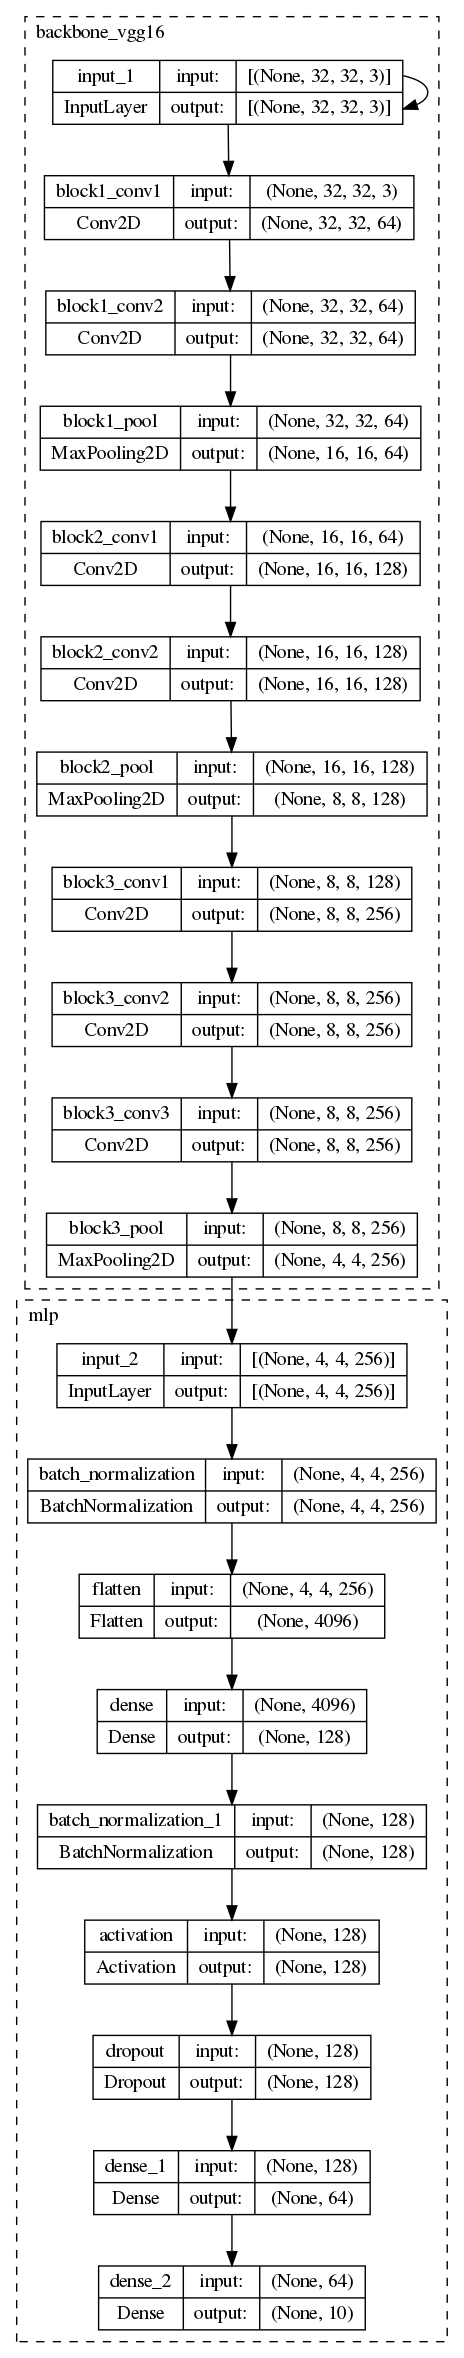 backbone_vgg16
input_1 input: [(None, 32, 32, 3)]
InputLayer output: [(None, 32, 32, 3)]
block1_conv1 input: (None, 32, 32, 3)
Conv2D output: (None, 32, 32, 64)
block1_conv2 input: (None, 32, 32, 64)
Conv2D output: (None, 32, 32, 64)
block1_pool input: (None, 32, 32, 64)
MaxPooling2D output: (None, 16, 16, 64)
block2_conv1 input: (None, 16, 16, 64)
Conv2D output: (None, 16, 16, 128)
block2_conv2 input: (None, 16, 16, 128)
Conv2D output: (None, 16, 16, 128)
block2_pool input: (None, 16, 16, 128)
MaxPooling2D output: (None, 8, 8, 128)
block3_conv1 input: (None, 8, 8, 128)
Conv2D output: (None, 8, 8, 256)
block3_conv2 input: (None, 8, 8, 256)
Conv2D output: (None, 8, 8, 256)
block3_conv3 input: (None, 8, 8, 256)
Conv2D output: (None, 8, 8, 256)
block3_pool input: (None, 8, 8, 256)
MaxPooling2D output: (None, 4, 4, 256)
mlp
input_2 input: [(None, 4, 4, 256)]
InputLayer output: [(None, 4, 4, 256)]
batch_normalization input: (None, 4, 4, 256)
BatchNormalization output: (None, 4, 4, 256)
flatten input: (None, 4, 4, 256)
Flatten output: (None, 4096)
dense input: (None, 4096)
Dense output: (None, 128)
batch_normalization_1 input: (None, 128)
BatchNormalization output: (None, 128)
activation input: (None, 128)
Activation output: (None, 128)
dropout input: (None, 128)
Dropout output: (None, 128)
dense_1 input: (None, 128)
Dense output: (None, 64)
dense_2 input: (None, 64)
Dense output: (None, 10)